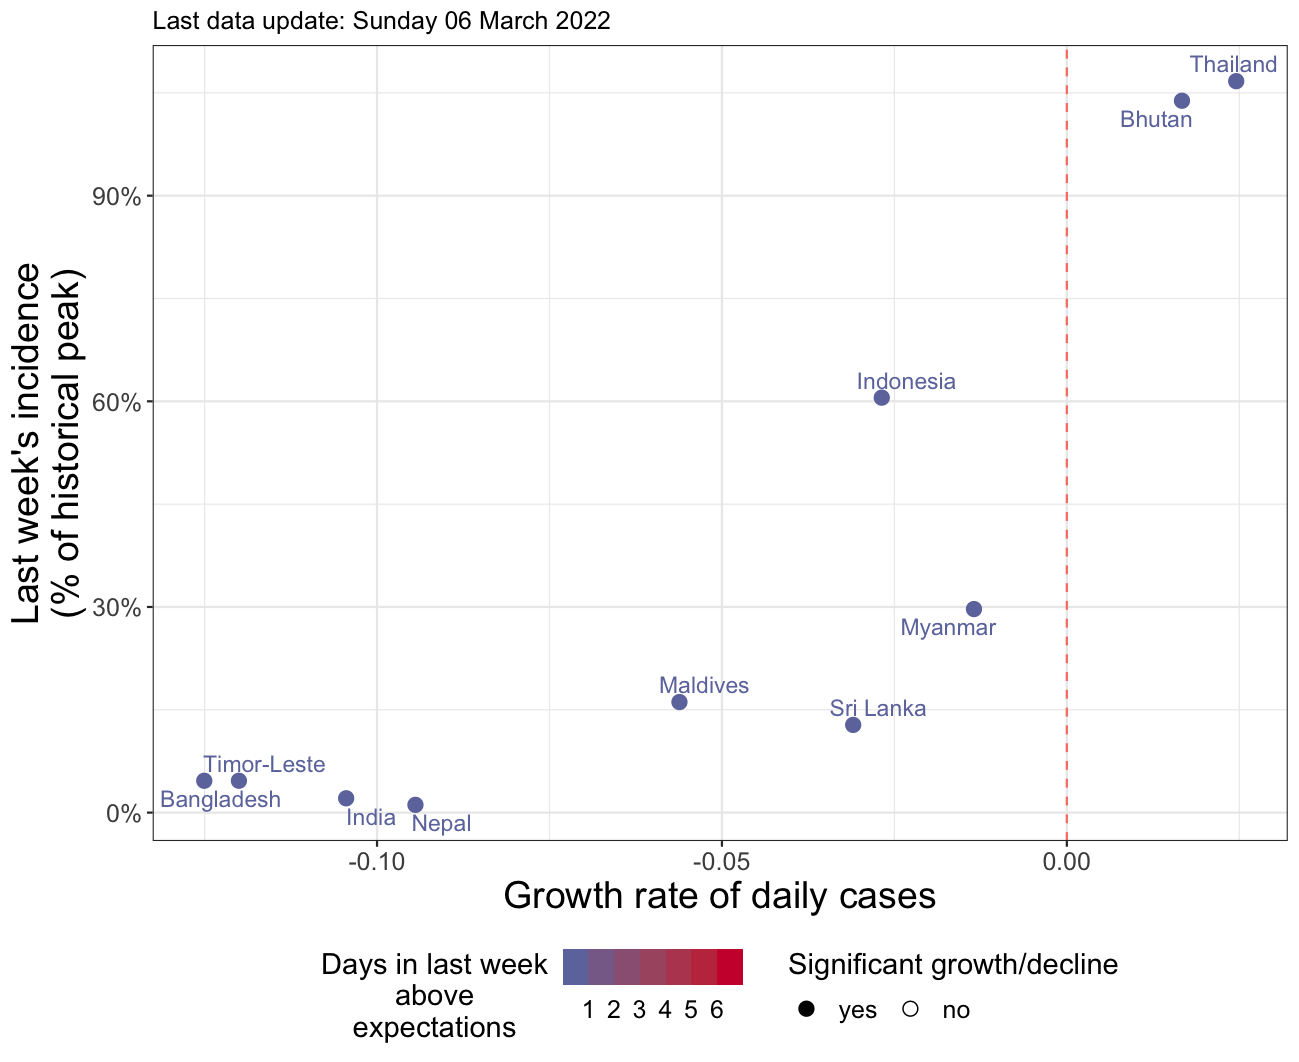 Last data update: Sunday 06 March 2022
Thailand
Bhutan
90%
Last week's incidence
(% of historical peak)
Indonesia
60%
30%
Myanmar
Maldives
Sri Lanka
Timor-Leste
Bangladesh
India
Nepal
0%
-0.10
-0.05
0.00
Growth rate of daily cases
Days in last week
above
expectations
1 2 3 4 5 6
Significant growth/decline
yes
no